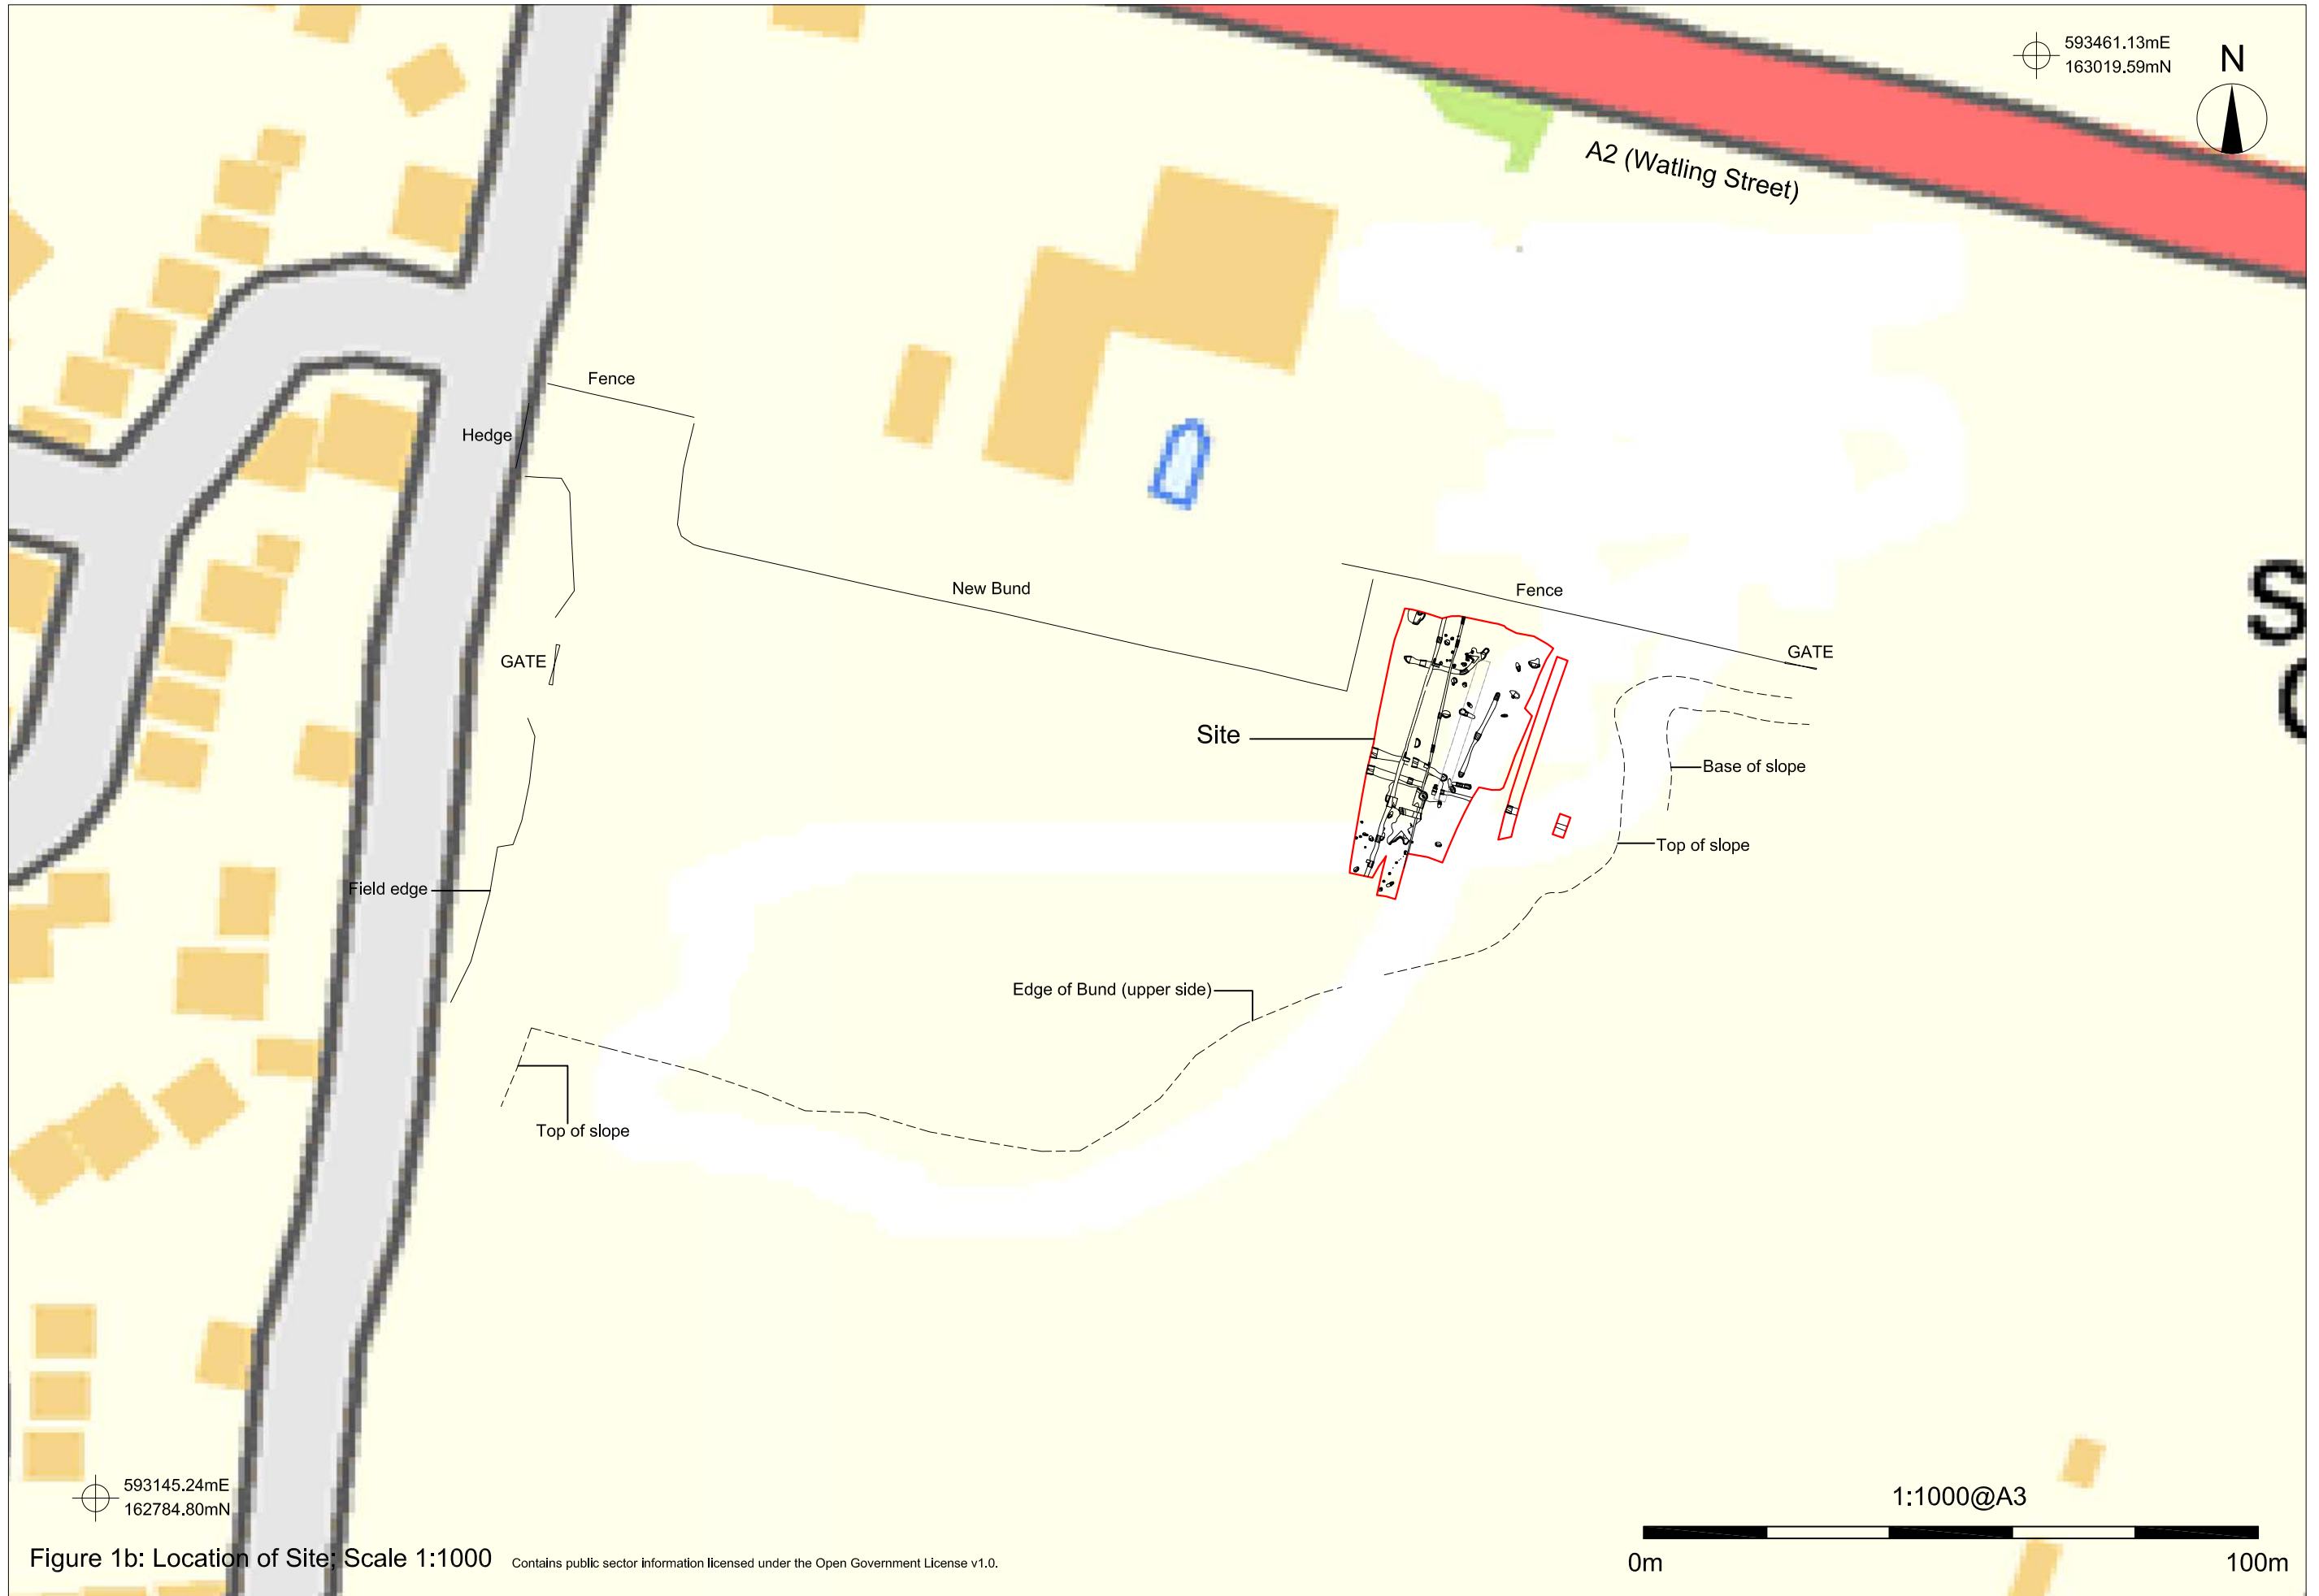 593461.13mE
163019.59mN
N
A2 (Watling Street)
Fence
Hedge
New Bund
Fence
GATE
GATE
S
Site
Base of slope
Top of slope
Field edge
Edge of Bund (upper side)
Top of slope
593145.24mE
162784.80mN
1:1000@A3
0m
100m
Figure 1b: Location of Site; Scale 1:1000
Contains public sector information licensed under the Open Government License v1.0.